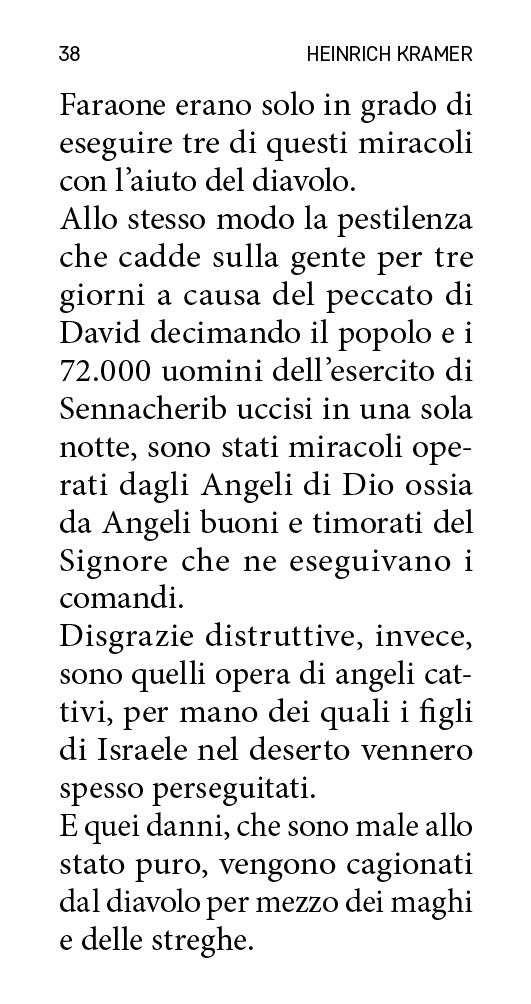 38 HEINRICH KRAMER
Faraone erano solo in grado di
eseguire tre di questi miracoli
con l’aiuto del diavolo.
Allo stesso modo la pestilenza
che cadde sulla gente per tre
giorni a causa del peccato di
David decimando il popolo e i
72.000 uomini dell’esercito di
Sennacherib uccisi in una sola
notte, sono stati miracoli ope-
rati dagli Angeli di Dio ossia
da Angeli buoni e timorati del
Signore che ne eseguivano i
comandi.
Disgrazie distruttive, invece,
sono quelli opera di angeli cat-
tivi, per mano dei quali i figli
di Israele nel deserto vennero
spesso perseguitati.
E quei danni, che sono male allo
stato puro, vengono cagionati
dal diavolo per mezzo dei maghi
e delle streghe.